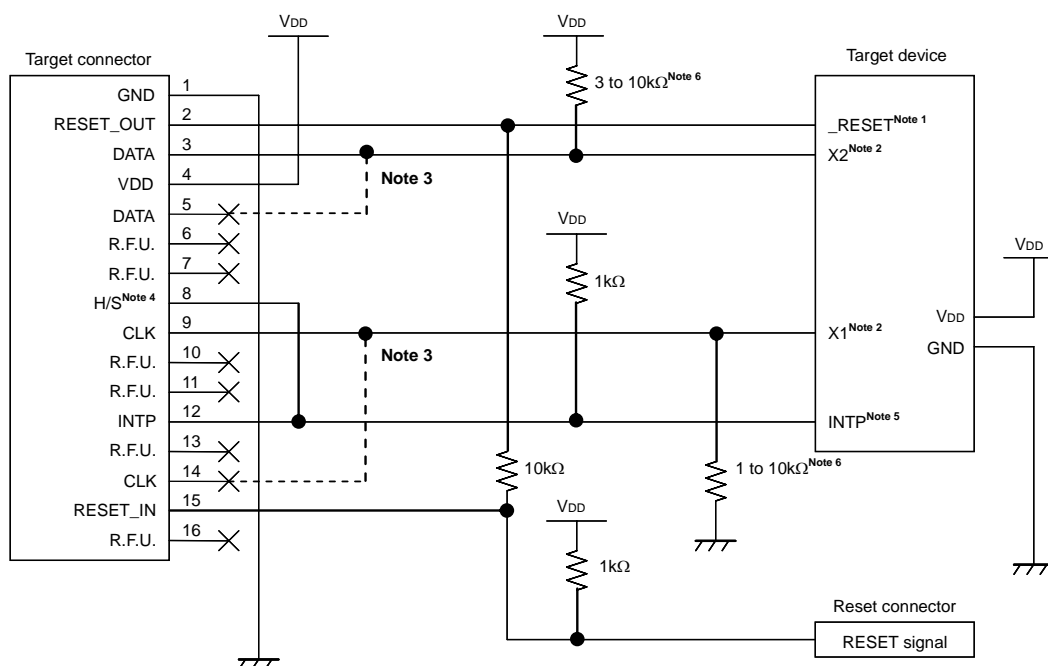 VDD
VDD
Target connector
Target device
GND 1
3 to 10kΩNote 6
RESET_OUT 2
_RESETNote 1
DATA 3
X2Note 2
VDD 4
Note 3
DATA 5
R.F.U. 6
VDD
VDD
R.F.U. 7
1kΩ
H/SNote 4 8
VDD
CLK 9
X1Note 2
Note 3
GND
R.F.U. 10
R.F.U. 11
INTP 12
INTPNote 5
R.F.U. 13
10kΩ
1 to 10kΩNote 6
CLK 14
RESET_IN 15
VDD
R.F.U. 16
1kΩ
Reset connector
RESET signal